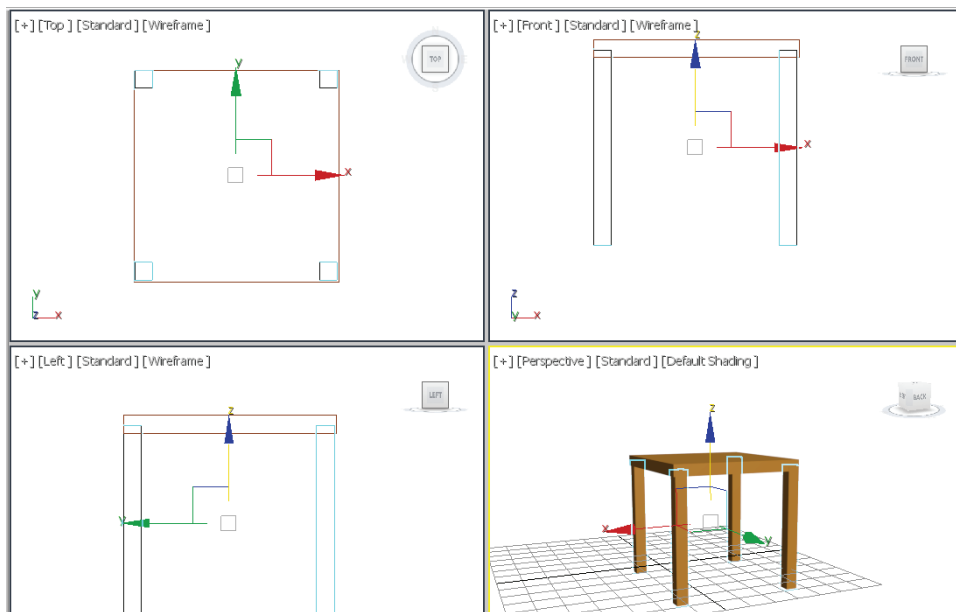 [+] [Top ] [Standard ] [Wireframe ]
TOP
y
x
y
z x
[+] [Front ] [Standard ] [Wireframe ]
FRONT
z
x
z
y x
[+] [Left ] [Standard ] [Wireframe ]
LEFT
z
y
[+] [Perspective ] [Standard ] [Default Shading ]
BACK
z
x
y